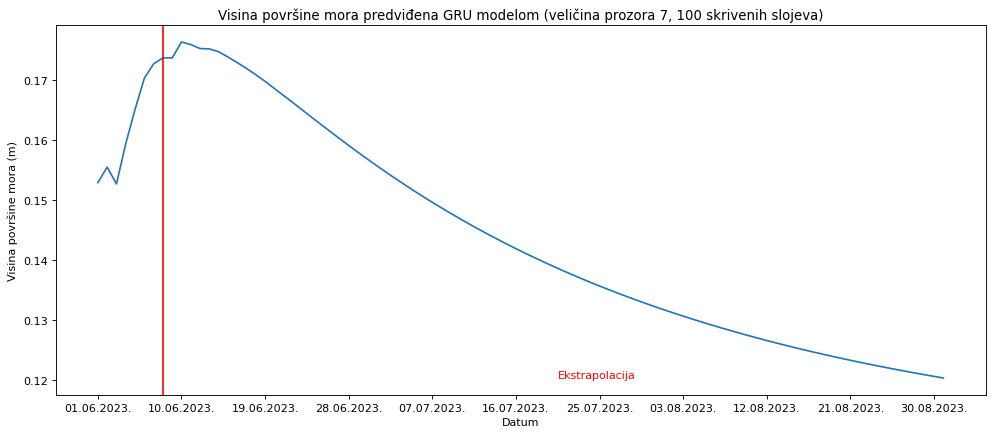 Visina površine mora predviđena GRU modelom (veličina prozora 7, 100 skrivenih slojeva)
Visina površine mora (m)
0.17
0.16
0.15
0.14
0.13
0.12
Ekstrapolacija
01.06.2023. 10.06.2023. 19.06.2023. 28.06.2023. 07.07.2023. 16.07.2023. 25.07.2023. 03.08.2023. 12.08.2023. 21.08.2023. 30.08.2023.
Datum